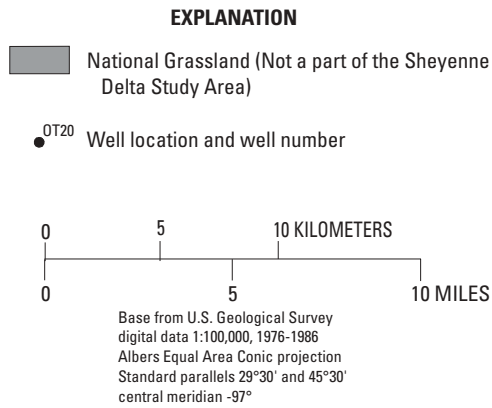 EXPLANATION
National Grassland (Not a part of the Sheyenne
Delta Study Area)
OT20 Well location and well number
0 5 10 KILOMETERS
0 5 10 MILES
Base from U.S. Geological Survey
digital data 1:100,000, 1976-1986
Albers Equal Area Conic projection
Standard parallels 29°30' and 45°30'
central meridian -97°